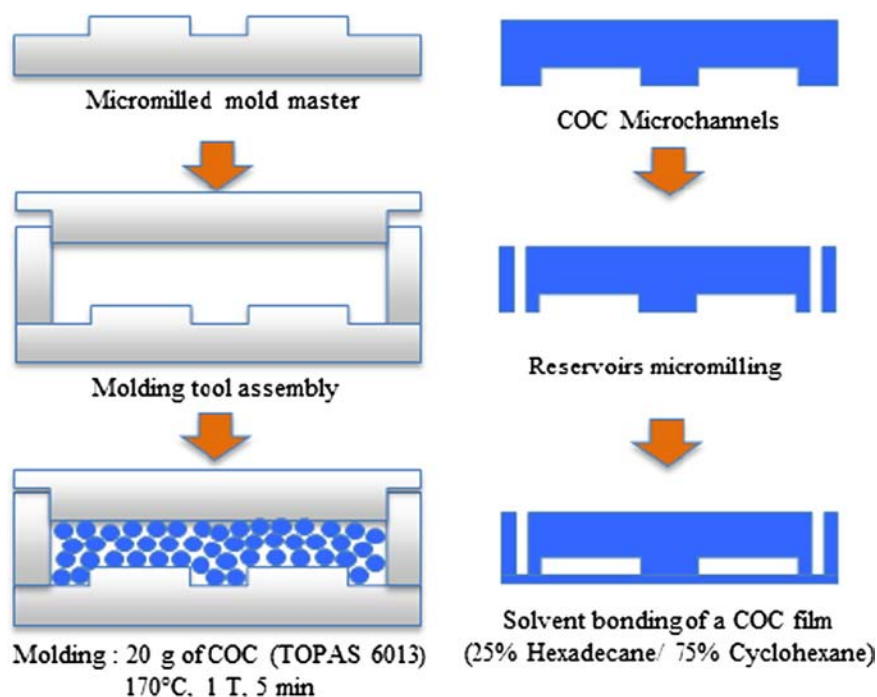 Micromilled mold master
Molding tool assembly
Molding : 20 g of COC (TOPAS 6013)
170°C, 1 T, 5 min
COC Microchannels
Reservoirs micromilling
Solvent bonding of a COC film
(25% Hexadecane/ 75% Cyclohexane)